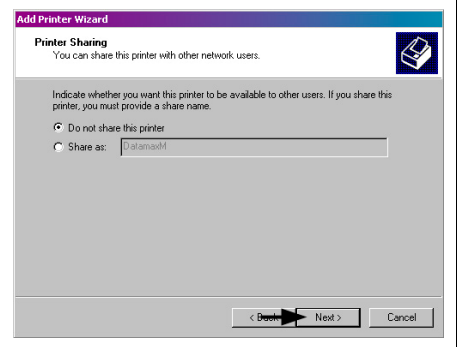 Add Printer Wizard
Printer Sharing
You can share this printer with other network users.
Indicate whether you want this printer to be available to other users. If you share this
printer, you must provide a share name.
Do not share this printer
Share as: DatamaxM
< Back Next > Cancel